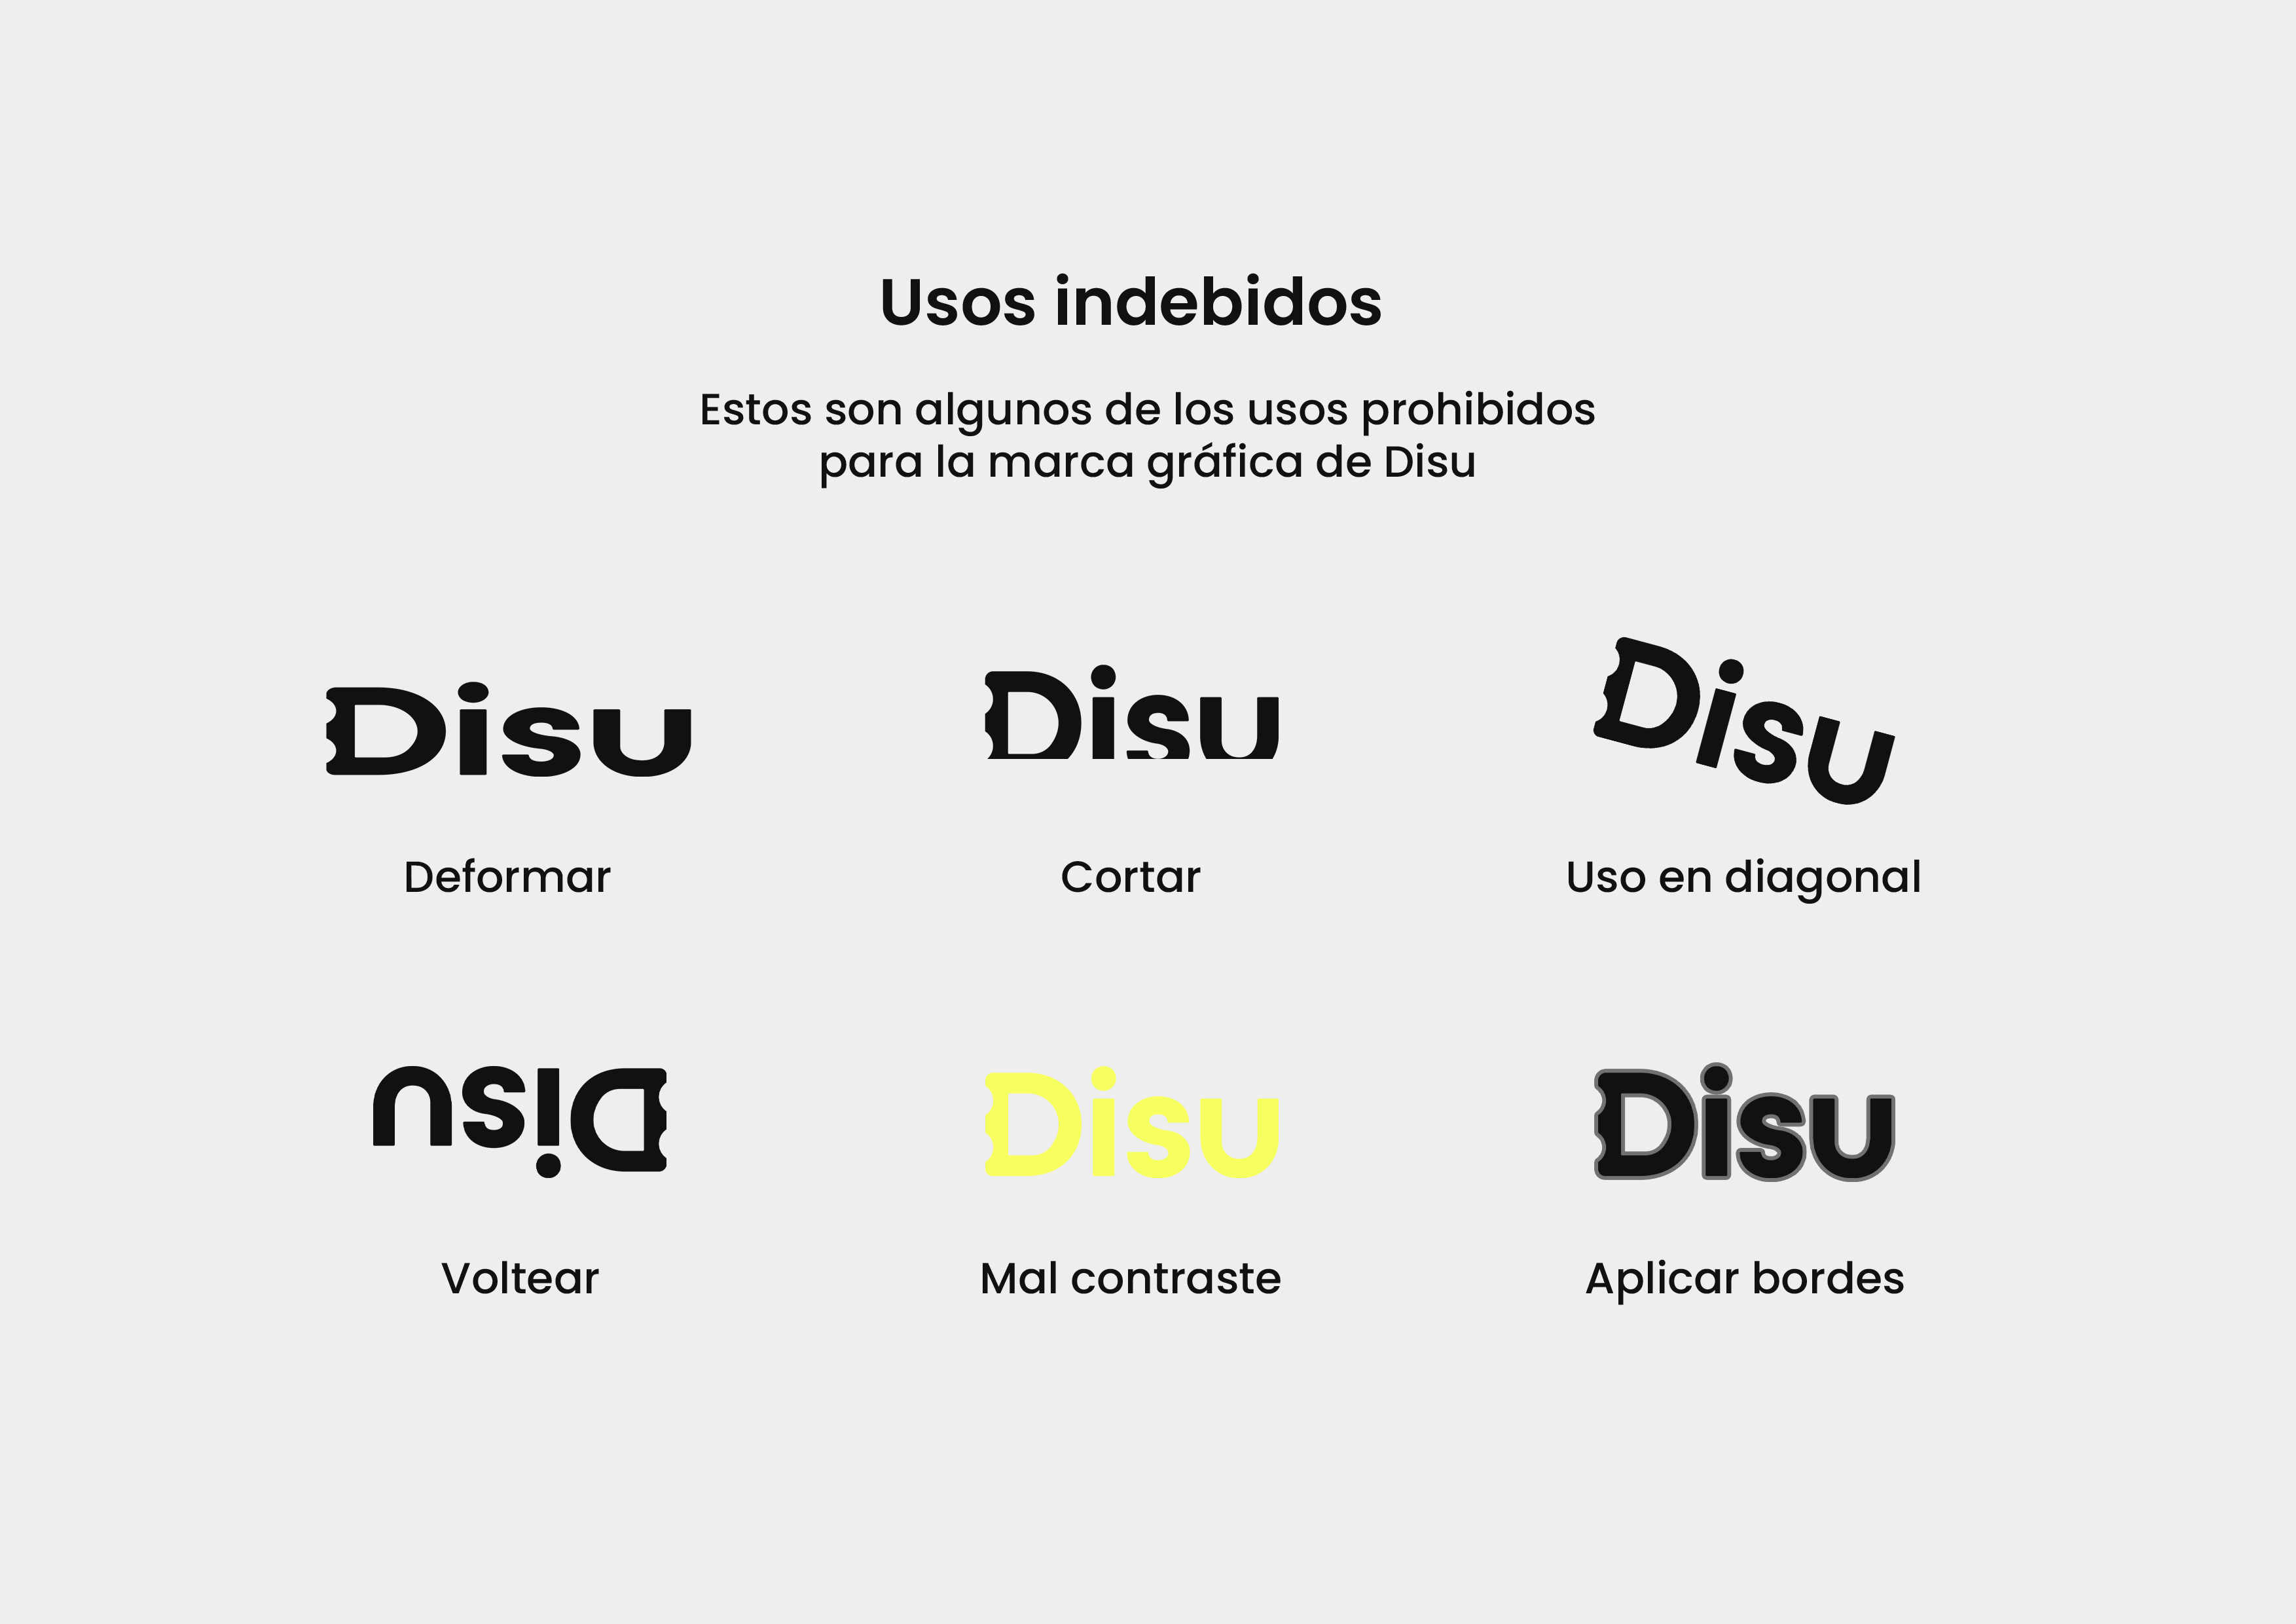 Usos indebidos
Estos son algunos de los usos prohibidos
para la marca gráfica de Disu
Disu
Disu
Disu
Deformar
Cortar
Uso en diagonal
Disu
Disu
Disu
Voltear
Mal contraste
Aplicar bordes